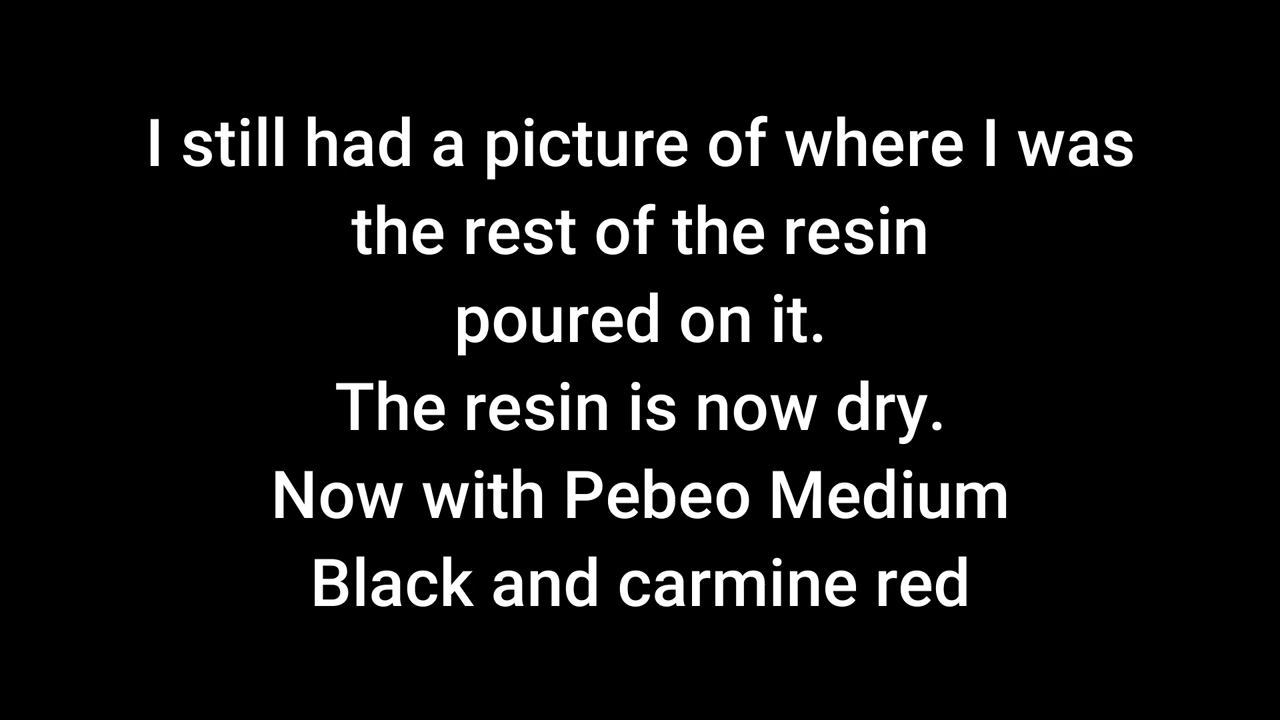 I still had a picture of where I was
the rest of the resin
poured on it.
The resin is now dry.
Now with Pebeo Medium
Black and carmine red